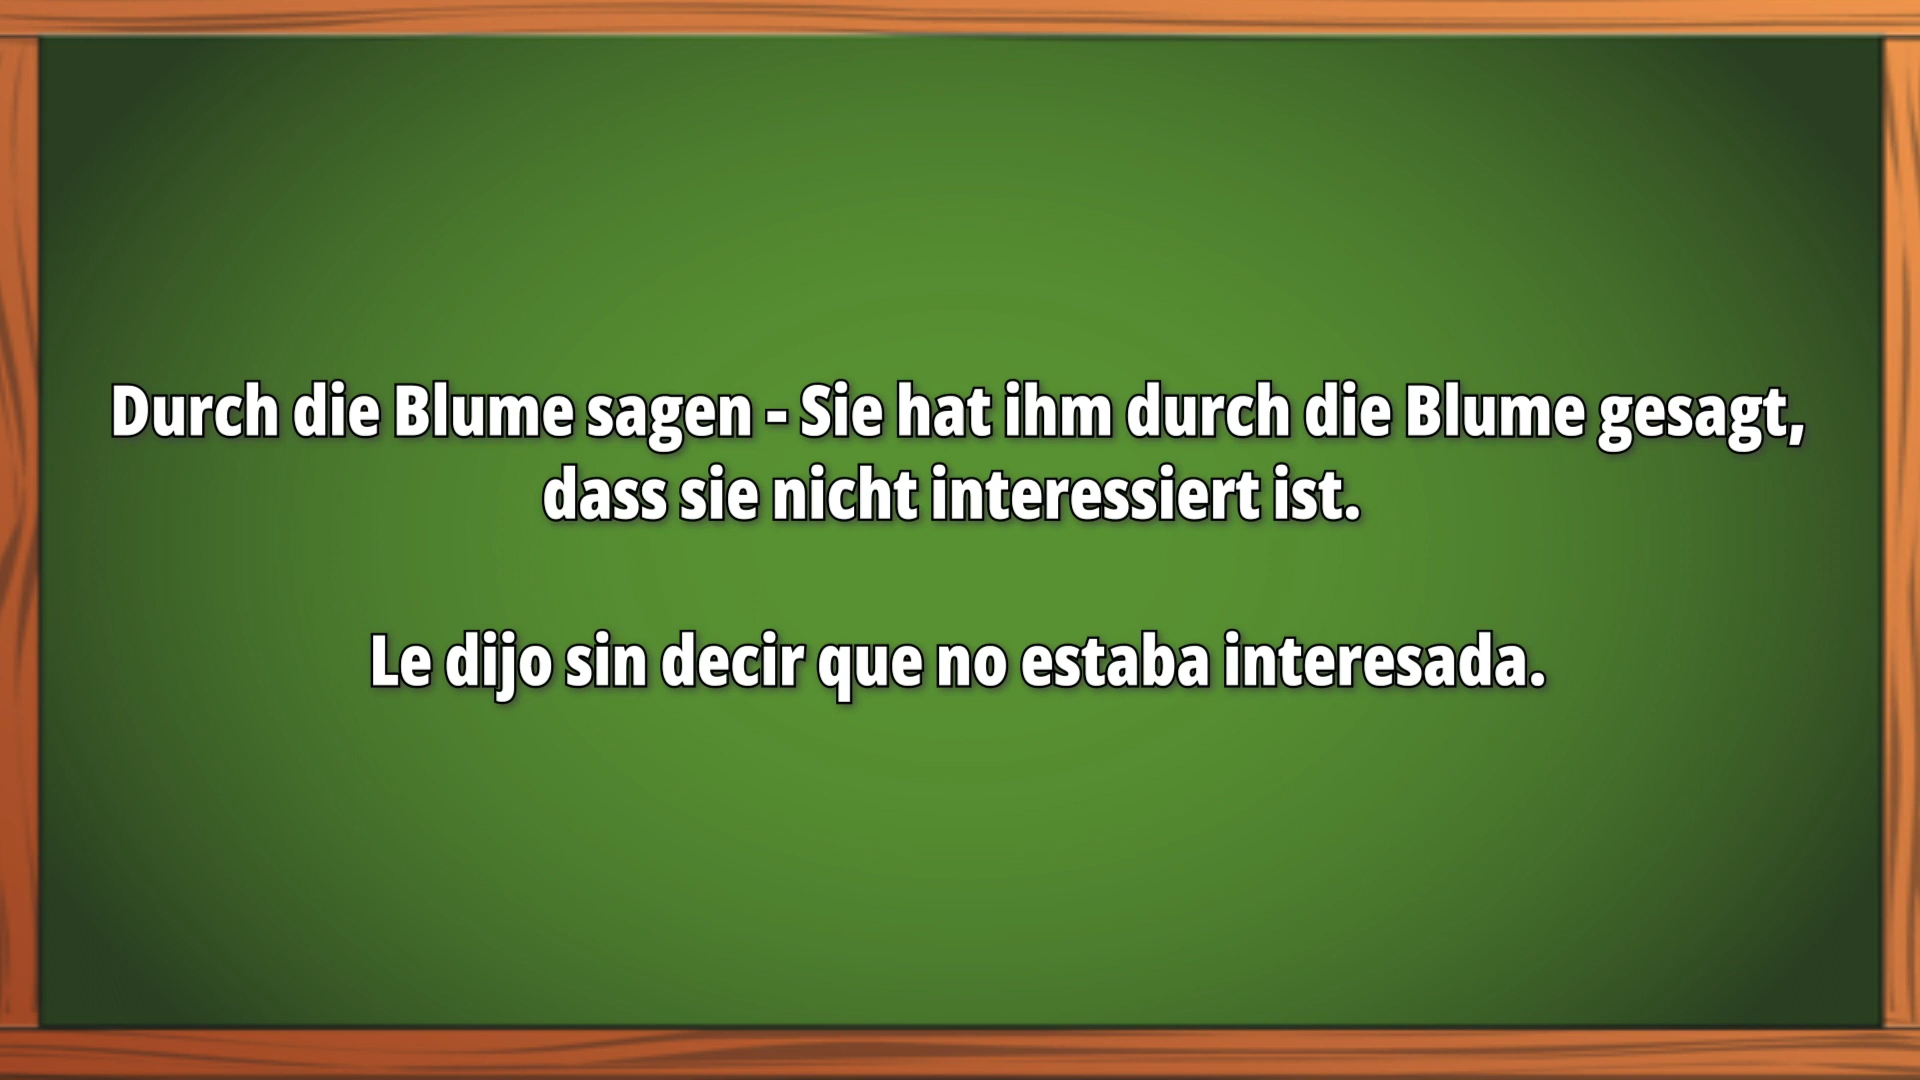 Durch die Blume sagen - Sie hat ihm durch die Blume gesagt,
dass sie nicht interessiert ist.
Le dijo sin decir que no estaba interesada.